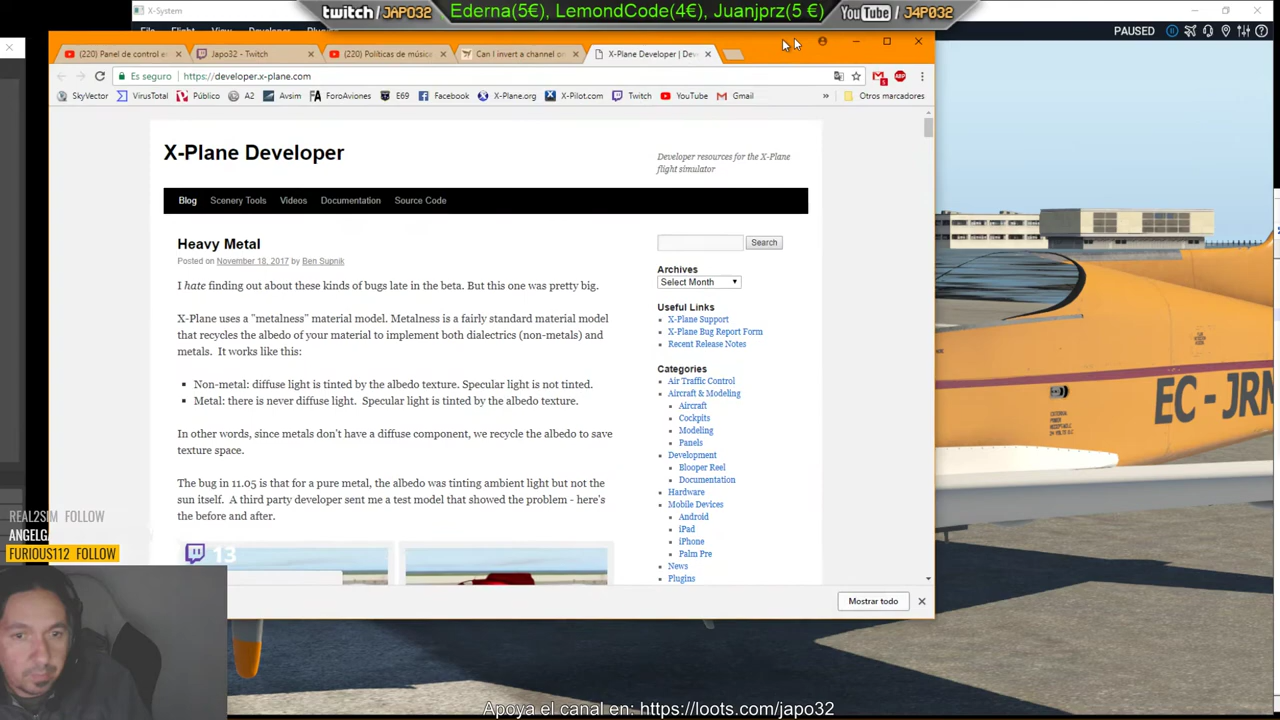 X-System
twitch/JAPO32
Ederna(5€), LemondCode(4€), Juanjprz(5 €)
YouTube/J4P032
File Flight View Developer
PAUSED
(220) Panel de control e
Japo32 - Twitch
(220) Políticas de músic
Can I invert a channel o
X-Plane Developer | Dev
Es seguro
https://developer.x-plane.com
SkyVector
VirusTotal
Público
A2
Avsim
ForoAviones
E69
Facebook
X-Plane.org
X-Pilot.com
Twitch
YouTube
Gmail
»
Otros marcadores
X-Plane Developer
Developer resources for the X-Plane
flight simulator
Blog Scenery Tools Videos Documentation Source Code
Heavy Metal
Posted on November 18, 2017 by Ben Supnik
I hate finding out about these kinds of bugs late in the beta. But this one was pretty big.
X-Plane uses a "metalness" material model. Metalness is a fairly standard material model
that recycles the albedo of your material to implement both dialectrics (non-metals) and
metals. It works like this:
Non-metal: diffuse light is tinted by the albedo texture. Specular light is not tinted.
Metal: there is never diffuse light. Specular light is tinted by the albedo texture.
In other words, since metals don't have a diffuse component, we recycle the albedo to save
texture space.
The bug in 11.05 is that for a pure metal, the albedo was tinting ambient light but not the
sun itself. A third party developer sent me a test model that showed the problem - here's
the before and after.
Search
Archives
Select Month
Useful Links
X-Plane Support
X-Plane Bug Report Form
Recent Release Notes
Categories
Air Traffic Control
Aircraft & Modeling
Aircraft
Cockpits
Modeling
Panels
Development
Blooper Reel
Documentation
Hardware
Mobile Devices
Android
iPad
iPhone
Palm Pre
News
Plugins
EC - JRN
REAL2SIM FOLLOW
FURIOUS112 FOLLOW
13
Mostrar todo
Apoya el canal en: https://loots.com/japo32